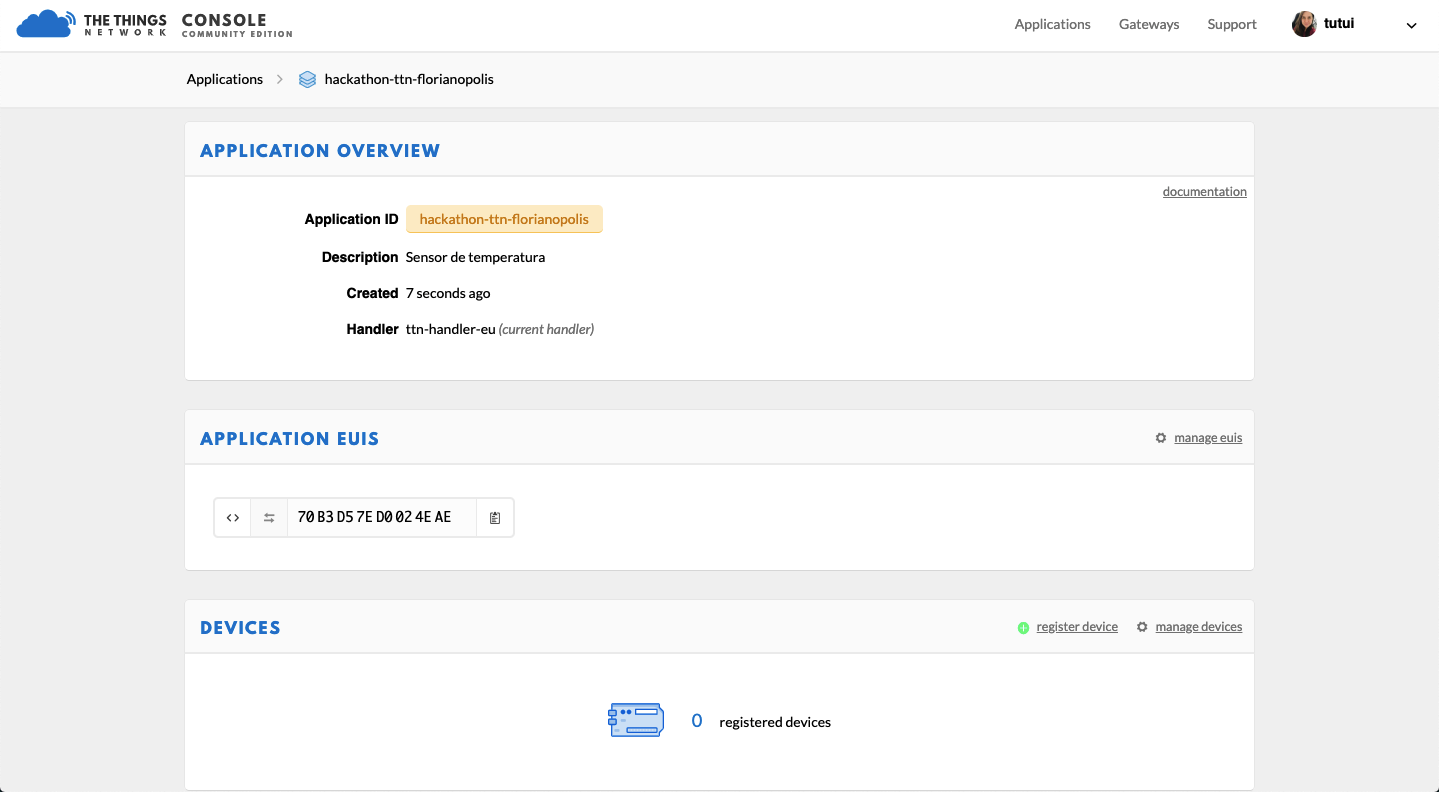 THE THINGS NETWORK CONSOLE COMMUNITY EDITION
Applications Gateways Support tutui
Applications hackathon-ttn-florianopolis
APPLICATION OVERVIEW
documentation
Application ID hackathon-ttn-florianopolis
Description Sensor de temperatura
Created 7 seconds ago
Handler ttn-handler-eu (current handler)
APPLICATION EUIS
manage euis
<> 70 B3 D5 7E D0 02 4E AE
DEVICES
register device manage devices
0 registered devices